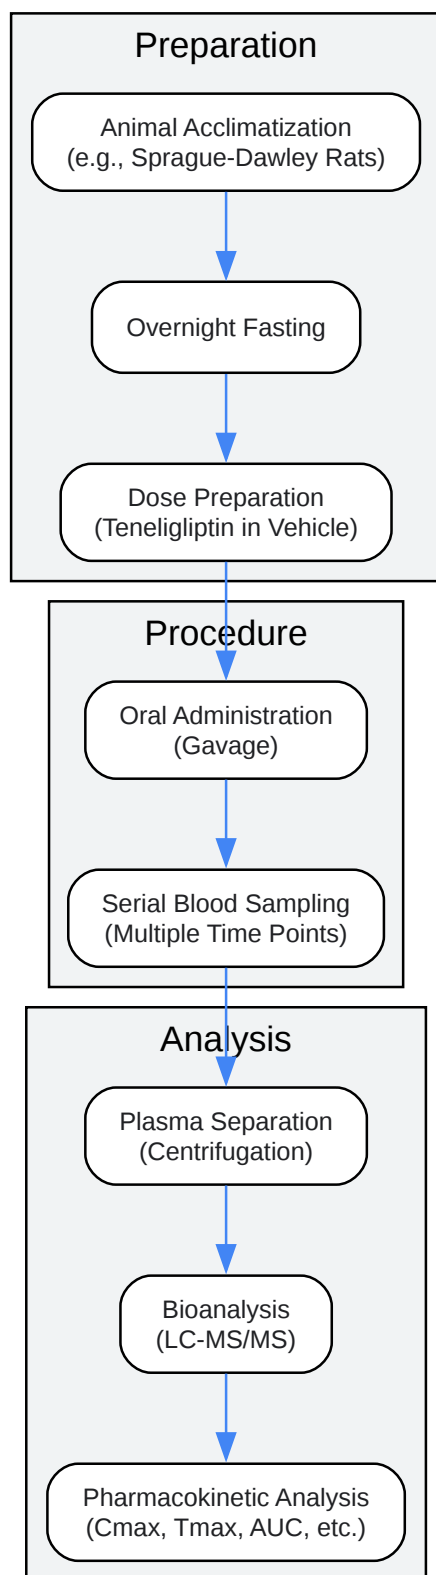 Preparation
Animal Acclimatization
(e.g., Sprague-Dawley Rats)
Overnight Fasting
Dose Preparation
(Teneligliptin in Vehicle)
Procedure
Oral Administration
(Gavage)
Serial Blood Sampling
(Multiple Time Points)
Analysis
Plasma Separation
(Centrifugation)
Bioanalysis
(LC-MS/MS)
Pharmacokinetic Analysis
(Cmax, Tmax, AUC, etc.)